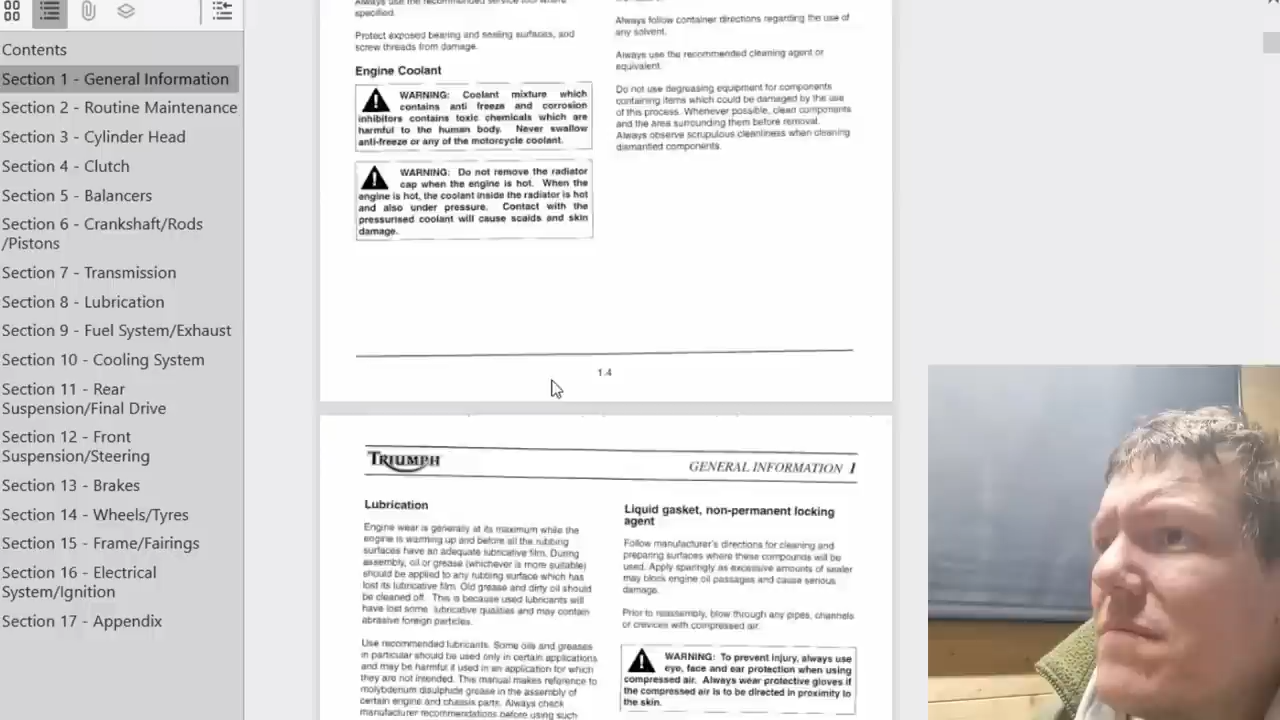 Contents
Section 1 - General Information
Section 2 - Service and Maintenance
Section 3 - Cylinder Head
Section 4 - Clutch
Section 5 - Balancers
Section 6 - Crankshaft/Rods
/Pistons
Section 7 - Transmission
Section 8 - Lubrication
Section 9 - Fuel System/Exhaust
Section 10 - Cooling System
Section 11 - Rear
Suspension/Final Drive
Section 12 - Front
Suspension/Steering
Section 13 - Brakes
Section 14 - Wheels/Tyres
Section 15 - Frame/Fairings
Section 16 - Electrical
System/Ignition
Section 17 - Appendix
Always use the recommended service tool where
specified.
Protect exposed bearing and sealing surfaces, and
screw threads from damage.
Engine Coolant
WARNING: Coolant mixture which
contains anti freeze and corrosion
inhibitors contains toxic chemicals which are
harmful to the human body. Never swallow
anti-freeze or any of the motorcycle coolant.
WARNING: Do not remove the radiator
cap when the engine is hot. When the
engine is hot, the coolant inside the radiator is hot
and also under pressure. Contact with the
pressurised coolant will cause scalds and skin
damage.
Always follow container directions regarding the use of
any solvent.
Always use the recommended cleaning agent or
equivalent.
Do not use degreasing equipment for components
containing items which could be damaged by the use
of this process. Whenever possible, clean components
and the area surrounding them before removal.
Always observe scrupulous cleanliness when cleaning
dismantled components.
1.4
TRIUMPH
GENERAL INFORMATION 1
Lubrication
Engine wear is generally at its maximum while the
engine is warming up and before all the rubbing
surfaces have an adequate lubricative film. During
assembly, oil or grease (whichever is more suitable)
should be applied to any rubbing surface which has
lost its lubricative film. Old grease and dirty oil should
be cleaned off. This is because used lubricants will
have lost some lubricative qualities and may contain
abrasive foreign particles.
Use recommended lubricants. Some oils and greases
in particular should be used only in certain applications
and may be harmful if used in an application for which
they are not intended. This manual makes reference to
molybdenum disulphide grease in the assembly of
certain engine and chassis parts. Always check
manufacturer recommendations before using such
Liquid gasket, non-permanent locking
agent
Follow manufacturer's directions for cleaning and
preparing surfaces where these compounds will be
used. Apply sparingly as excessive amounts of sealer
may block engine oil passages and cause serious
damage.
Prior to reassembly, blow through any pipes, channels
or crevices with compressed air.
WARNING: To prevent injury, always use
eye, face and ear protection when using
compressed air. Always wear protective gloves if
the compressed air is to be directed in proximity to
the skin.